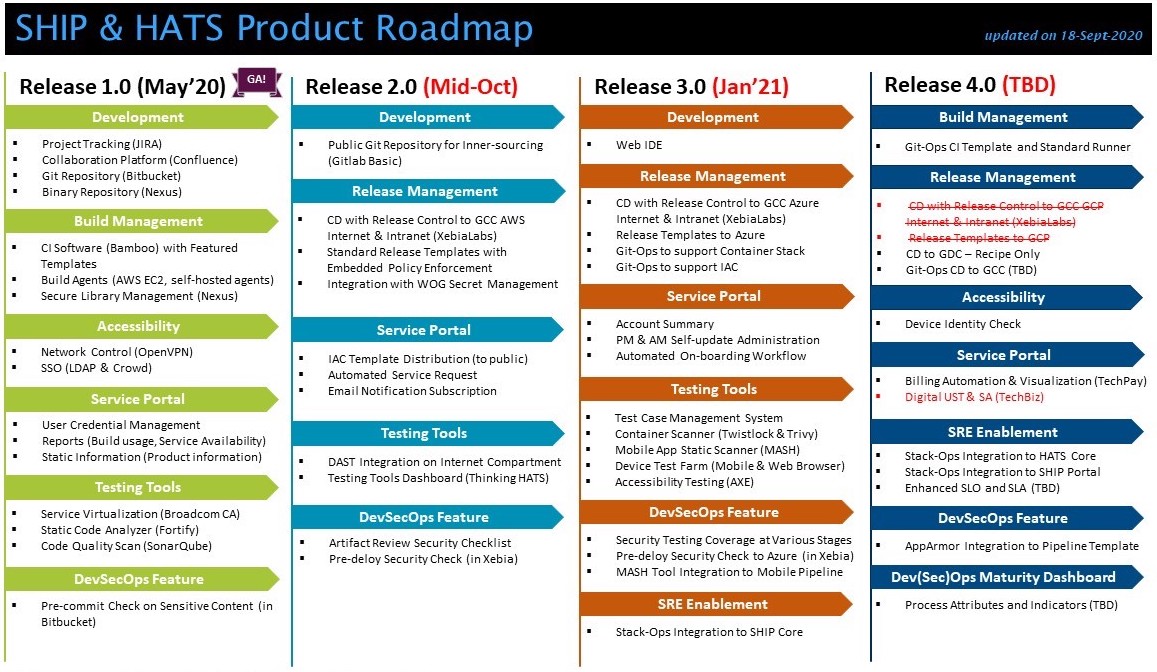 SHIP & HATS Product Roadmap
updated on 18-Sept-2020
Release 1.0 (May’20)
GA!
Development
▪ Project Tracking (JIRA)
▪ Collaboration Platform (Confluence)
▪ Git Repository (Bitbucket)
▪ Binary Repository (Nexus)
Build Management
▪ CI Software (Bamboo) with Featured
Templates
▪ Build Agents (AWS EC2, self-hosted agents)
▪ Secure Library Management (Nexus)
Accessibility
▪ Network Control (OpenVPN)
▪ SSO (LDAP & Crowd)
Service Portal
▪ User Credential Management
▪ Reports (Build usage, Service Availability)
▪ Static Information (Product information)
Testing Tools
▪ Service Virtualization (Broadcom CA)
▪ Static Code Analyzer (Fortify)
▪ Code Quality Scan (SonarQube)
DevSecOps Feature
▪ Pre-commit Check on Sensitive Content (in
Bitbucket)
Release 2.0 (Mid-Oct)
Development
▪ Public Git Repository for Inner-sourcing
(Gitlab Basic)
Release Management
▪ CD with Release Control to GCC AWS
Internet & Intranet (XebiaLabs)
▪ Standard Release Templates with
Embedded Policy Enforcement
▪ Integration with WOG Secret Management
Service Portal
▪ IAC Template Distribution (to public)
▪ Automated Service Request
▪ Email Notification Subscription
Testing Tools
▪ DAST Integration on Internet Compartment
▪ Testing Tools Dashboard (Thinking HATS)
DevSecOps Feature
▪ Artifact Review Security Checklist
▪ Pre-deloy Security Check (in Xebia)
Release 3.0 (Jan’21)
Development
▪ Web IDE
Release Management
▪ CD with Release Control to GCC Azure
Internet & Intranet (XebiaLabs)
▪ Release Templates to Azure
▪ Git-Ops to support Container Stack
▪ Git-Ops to support IAC
Service Portal
▪ Account Summary
▪ PM & AM Self-update Administration
▪ Automated On-boarding Workflow
Testing Tools
▪ Test Case Management System
▪ Container Scanner (Twistlock & Trivy)
▪ Mobile App Static Scanner (MASH)
▪ Device Test Farm (Mobile & Web Browser)
▪ Accessibility Testing (AXE)
DevSecOps Feature
▪ Security Testing Coverage at Various Stages
▪ Pre-deloy Security Check to Azure (in Xebia)
▪ MASH Tool Integration to Mobile Pipeline
SRE Enablement
▪ Stack-Ops Integration to SHIP Core
Release 4.0 (TBD)
Build Management
▪ Git-Ops CI Template and Standard Runner
Release Management
▪ CD with Release Control to GCC GCP
Internet & Intranet (XebiaLabs)
▪ Release Templates to GCP
▪ CD to GDC – Recipe Only
▪ Git-Ops CD to GCC (TBD)
Accessibility
▪ Device Identity Check
Service Portal
▪ Billing Automation & Visualization (TechPay)
▪ Digital UST & SA (TechBiz)
SRE Enablement
▪ Stack-Ops Integration to HATS Core
▪ Stack-Ops Integration to SHIP Portal
▪ Enhanced SLO and SLA (TBD)
DevSecOps Feature
▪ AppArmor Integration to Pipeline Template
Dev(Sec)Ops Maturity Dashboard
▪ Process Attributes and Indicators (TBD)